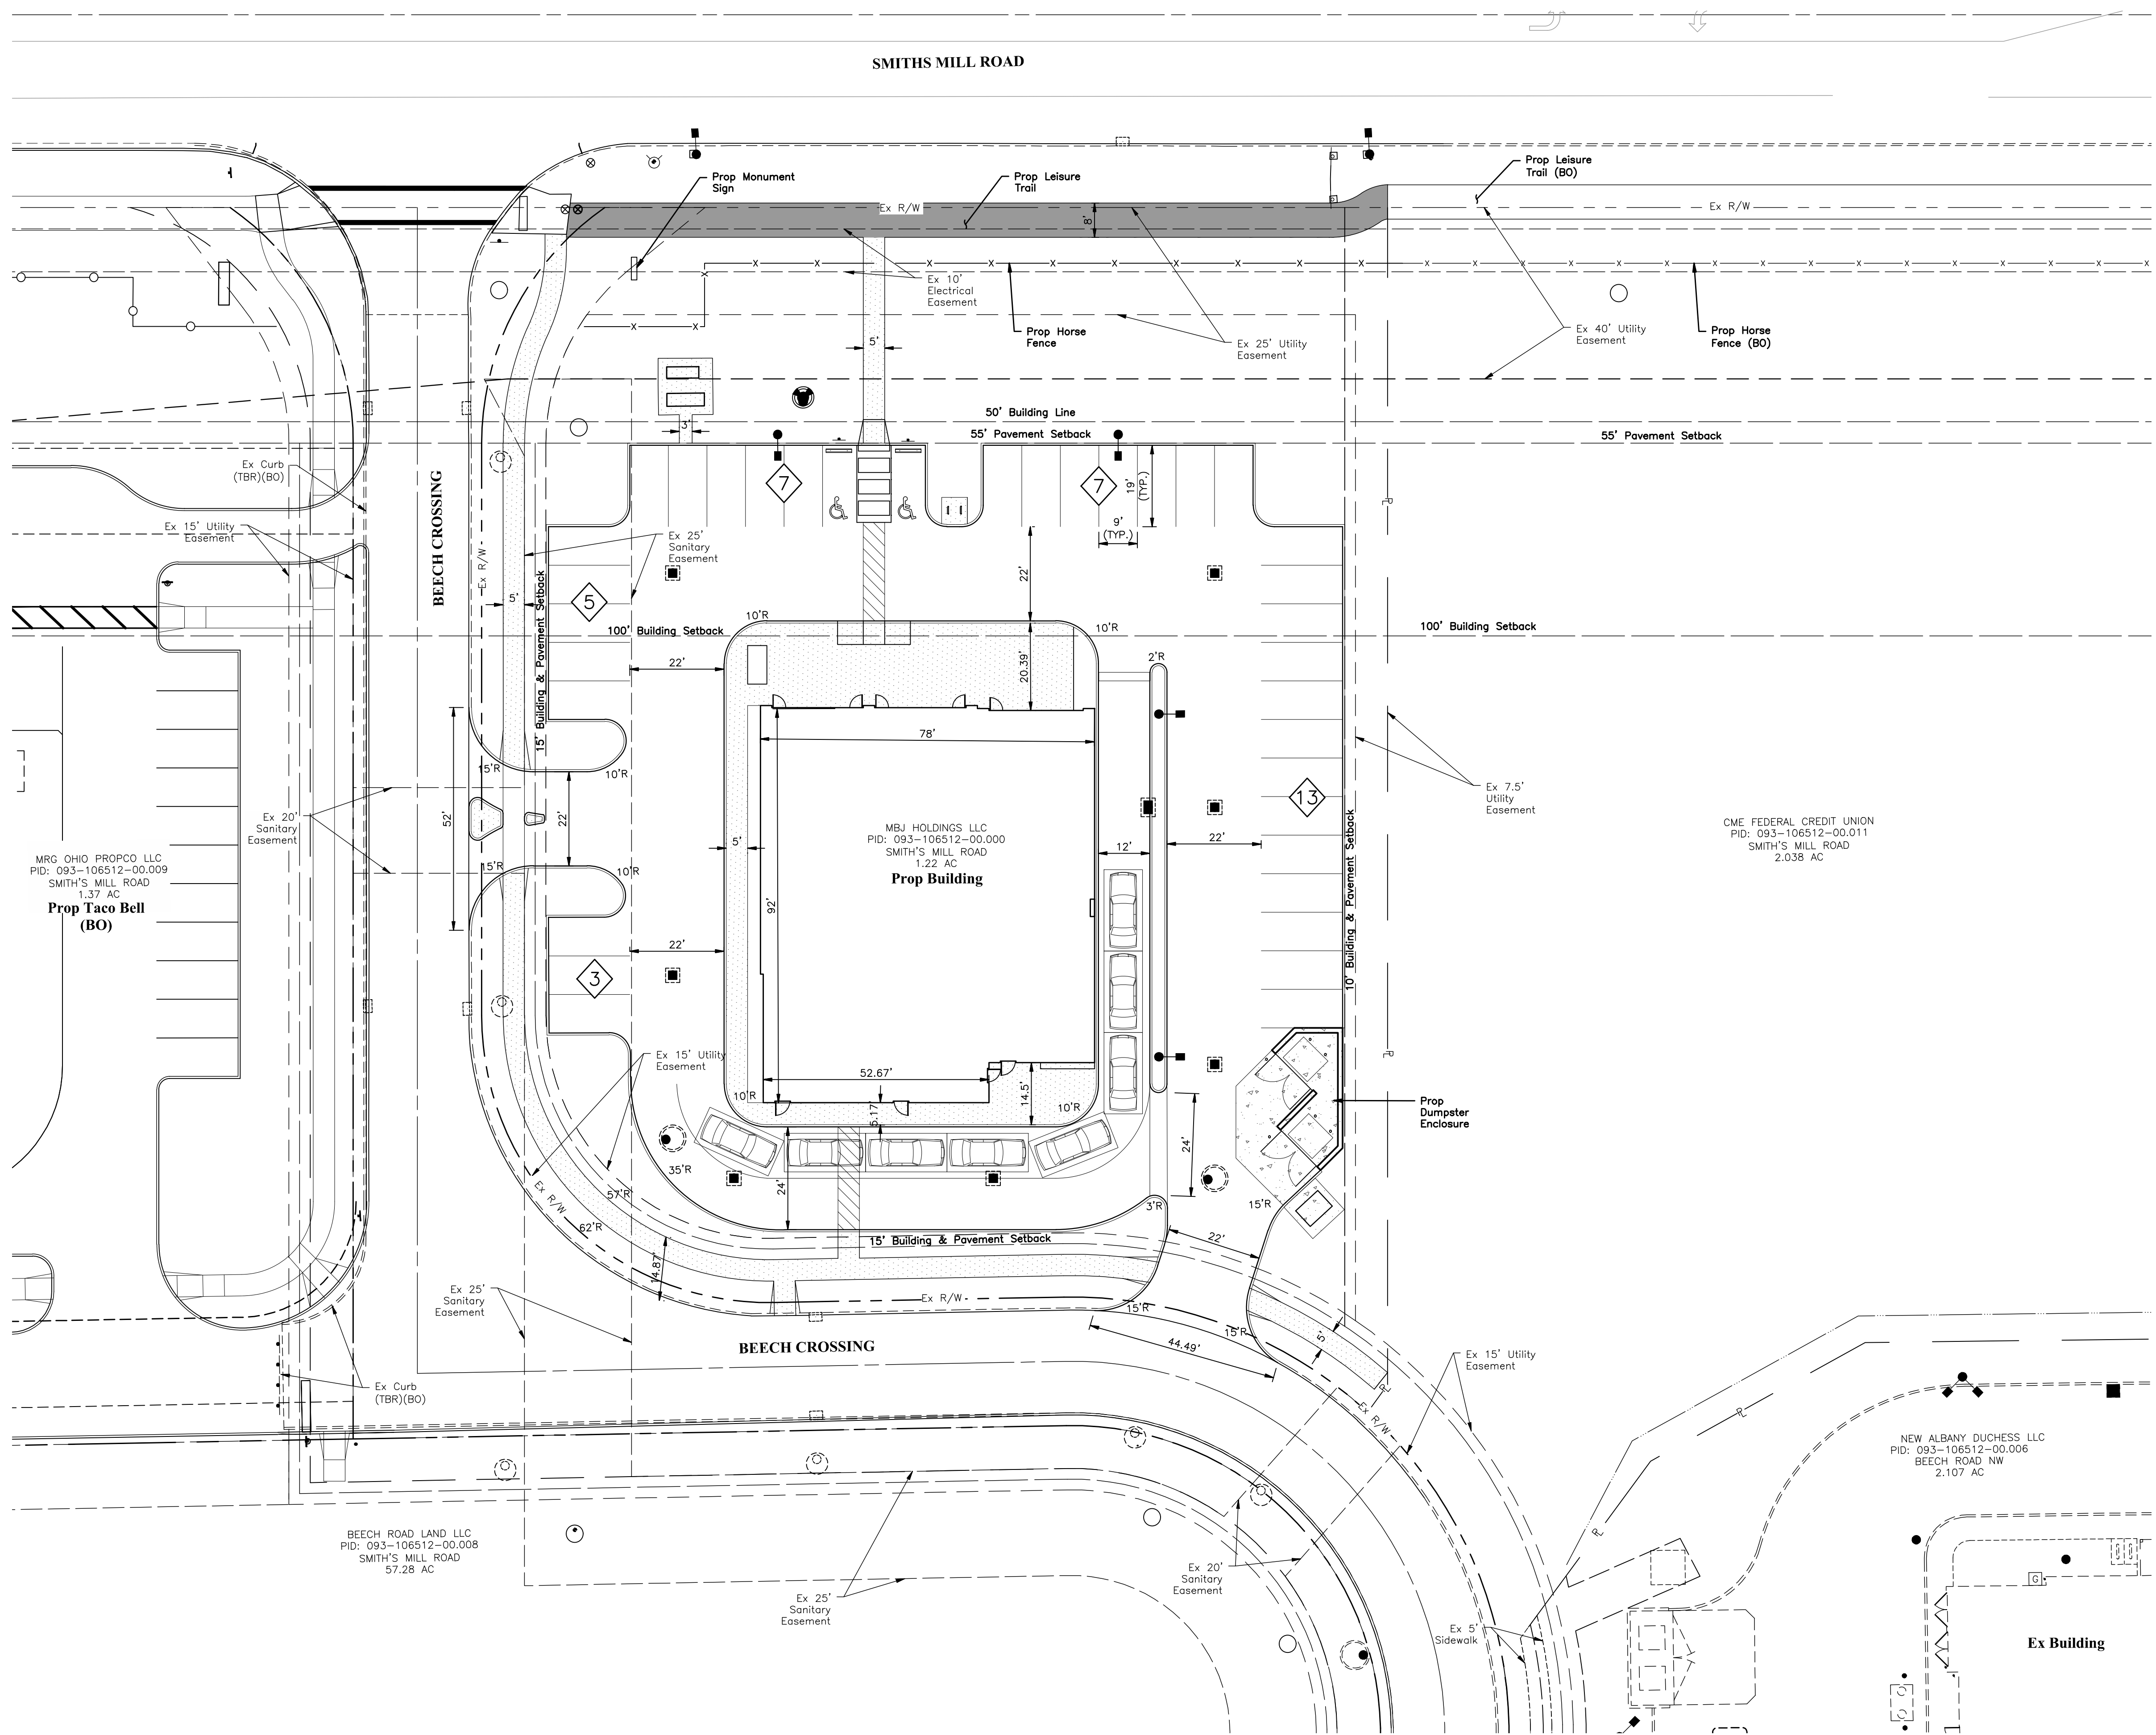 SMITHS MILL ROAD
Prop Monument
Sign
Prop Leisure
Trail
Prop Leisure
Trail (BO)
Ex R/W
Ex R/W
8'
Ex 10'
Electrical
Easement
Prop Horse
Fence
Ex 25' Utility
Easement
Ex 40' Utility
Easement
Prop Horse
Fence (BO)
5'
3'
50' Building Line
55' Pavement Setback
55' Pavement Setback
Ex Curb
(TBR)(BO)
Ex 15' Utility
Easement
BEECH CROSSING
Ex R/W
5'
15' Building & Pavement Setback
Ex 25'
Sanitary
Easement
7
7
19'
(TYP.)
9'
(TYP.)
22'
5
10'R
10'R
100' Building Setback
100' Building Setback
22'
20.39'
2'R
78'
15'R
10'R
52'
22'
Ex 20'
Sanitary
Easement
13
Ex 7.5'
Utility
Easement
MRG OHIO PROPCO LLC
PID: 093-106512-00.009
SMITH'S MILL ROAD
1.37 AC
Prop Taco Bell
(BO)
5'
MBJ HOLDINGS LLC
PID: 093-106512-00.000
SMITH'S MILL ROAD
1.22 AC
Prop Building
12'
22'
10' Building & Pavement Setback
CME FEDERAL CREDIT UNION
PID: 093-106512-00.011
SMITH'S MILL ROAD
2.038 AC
15'R
10'R
92'
22'
3
Ex 15' Utility
Easement
52.67'
14.5'
10'R
5.17'
10'R
Prop
Dumpster
Enclosure
24'
24'
35'R
57'R
Ex R/W
62'R
3'R
15'R
15' Building & Pavement Setback
22'
14.87'
Ex 25'
Sanitary
Easement
Ex R/W
15'R
15'R
5'
44.49'
BEECH CROSSING
Ex 15' Utility
Easement
Ex Curb
(TBR)(BO)
Ex R/W
NEW ALBANY DUCHESS LLC
PID: 093-106512-00.006
BEECH ROAD NW
2.107 AC
BEECH ROAD LAND LLC
PID: 093-106512-00.008
SMITH'S MILL ROAD
57.28 AC
Ex 25'
Sanitary
Easement
Ex 20'
Sanitary
Easement
G
Ex 5'
Sidewalk
Ex Building